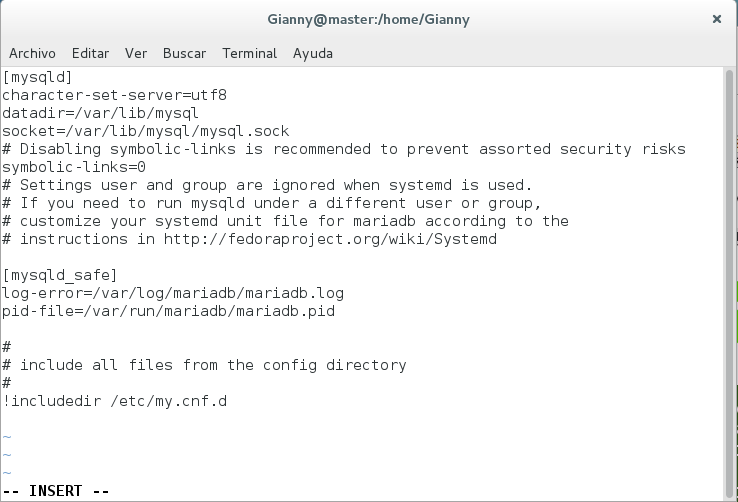 Gianny@master:/home/Gianny
×
Archivo Editar Ver Buscar Terminal Ayuda
[mysqld]
character-set-server=utf8
datadir=/var/lib/mysql
socket=/var/lib/mysql/mysql.sock
# Disabling symbolic-links is recommended to prevent assorted security risks
symbolic-links=0
# Settings user and group are ignored when systemd is used.
# If you need to run mysqld under a different user or group,
# customize your systemd unit file for mariadb according to the
# instructions in http://fedoraproject.org/wiki/Systemd
[mysqld_safe]
log-error=/var/log/mariadb/mariadb.log
pid-file=/var/run/mariadb/mariadb.pid
#
# include all files from the config directory
#
!includedir /etc/my.cnf.d
~
~
~
-- INSERT --